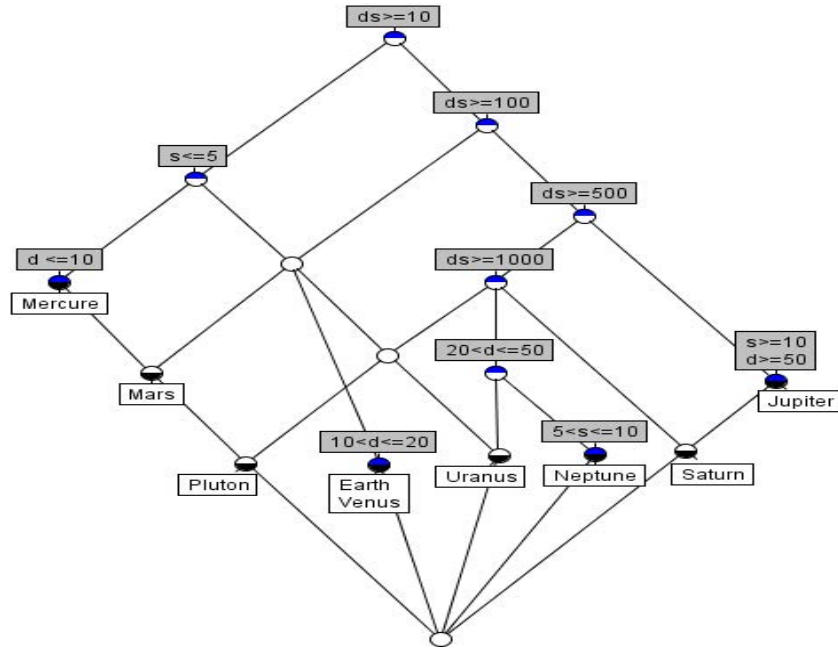 ds>=10
ds>=100
s<=5
ds>=500
d <=10
ds>=1000
Mercure
20<d<=50
s>=10
d>=50
Mars
Jupiter
10<d<=20
5<s<=10
Pluton
Earth
Venus
Uranus
Neptune
Saturn